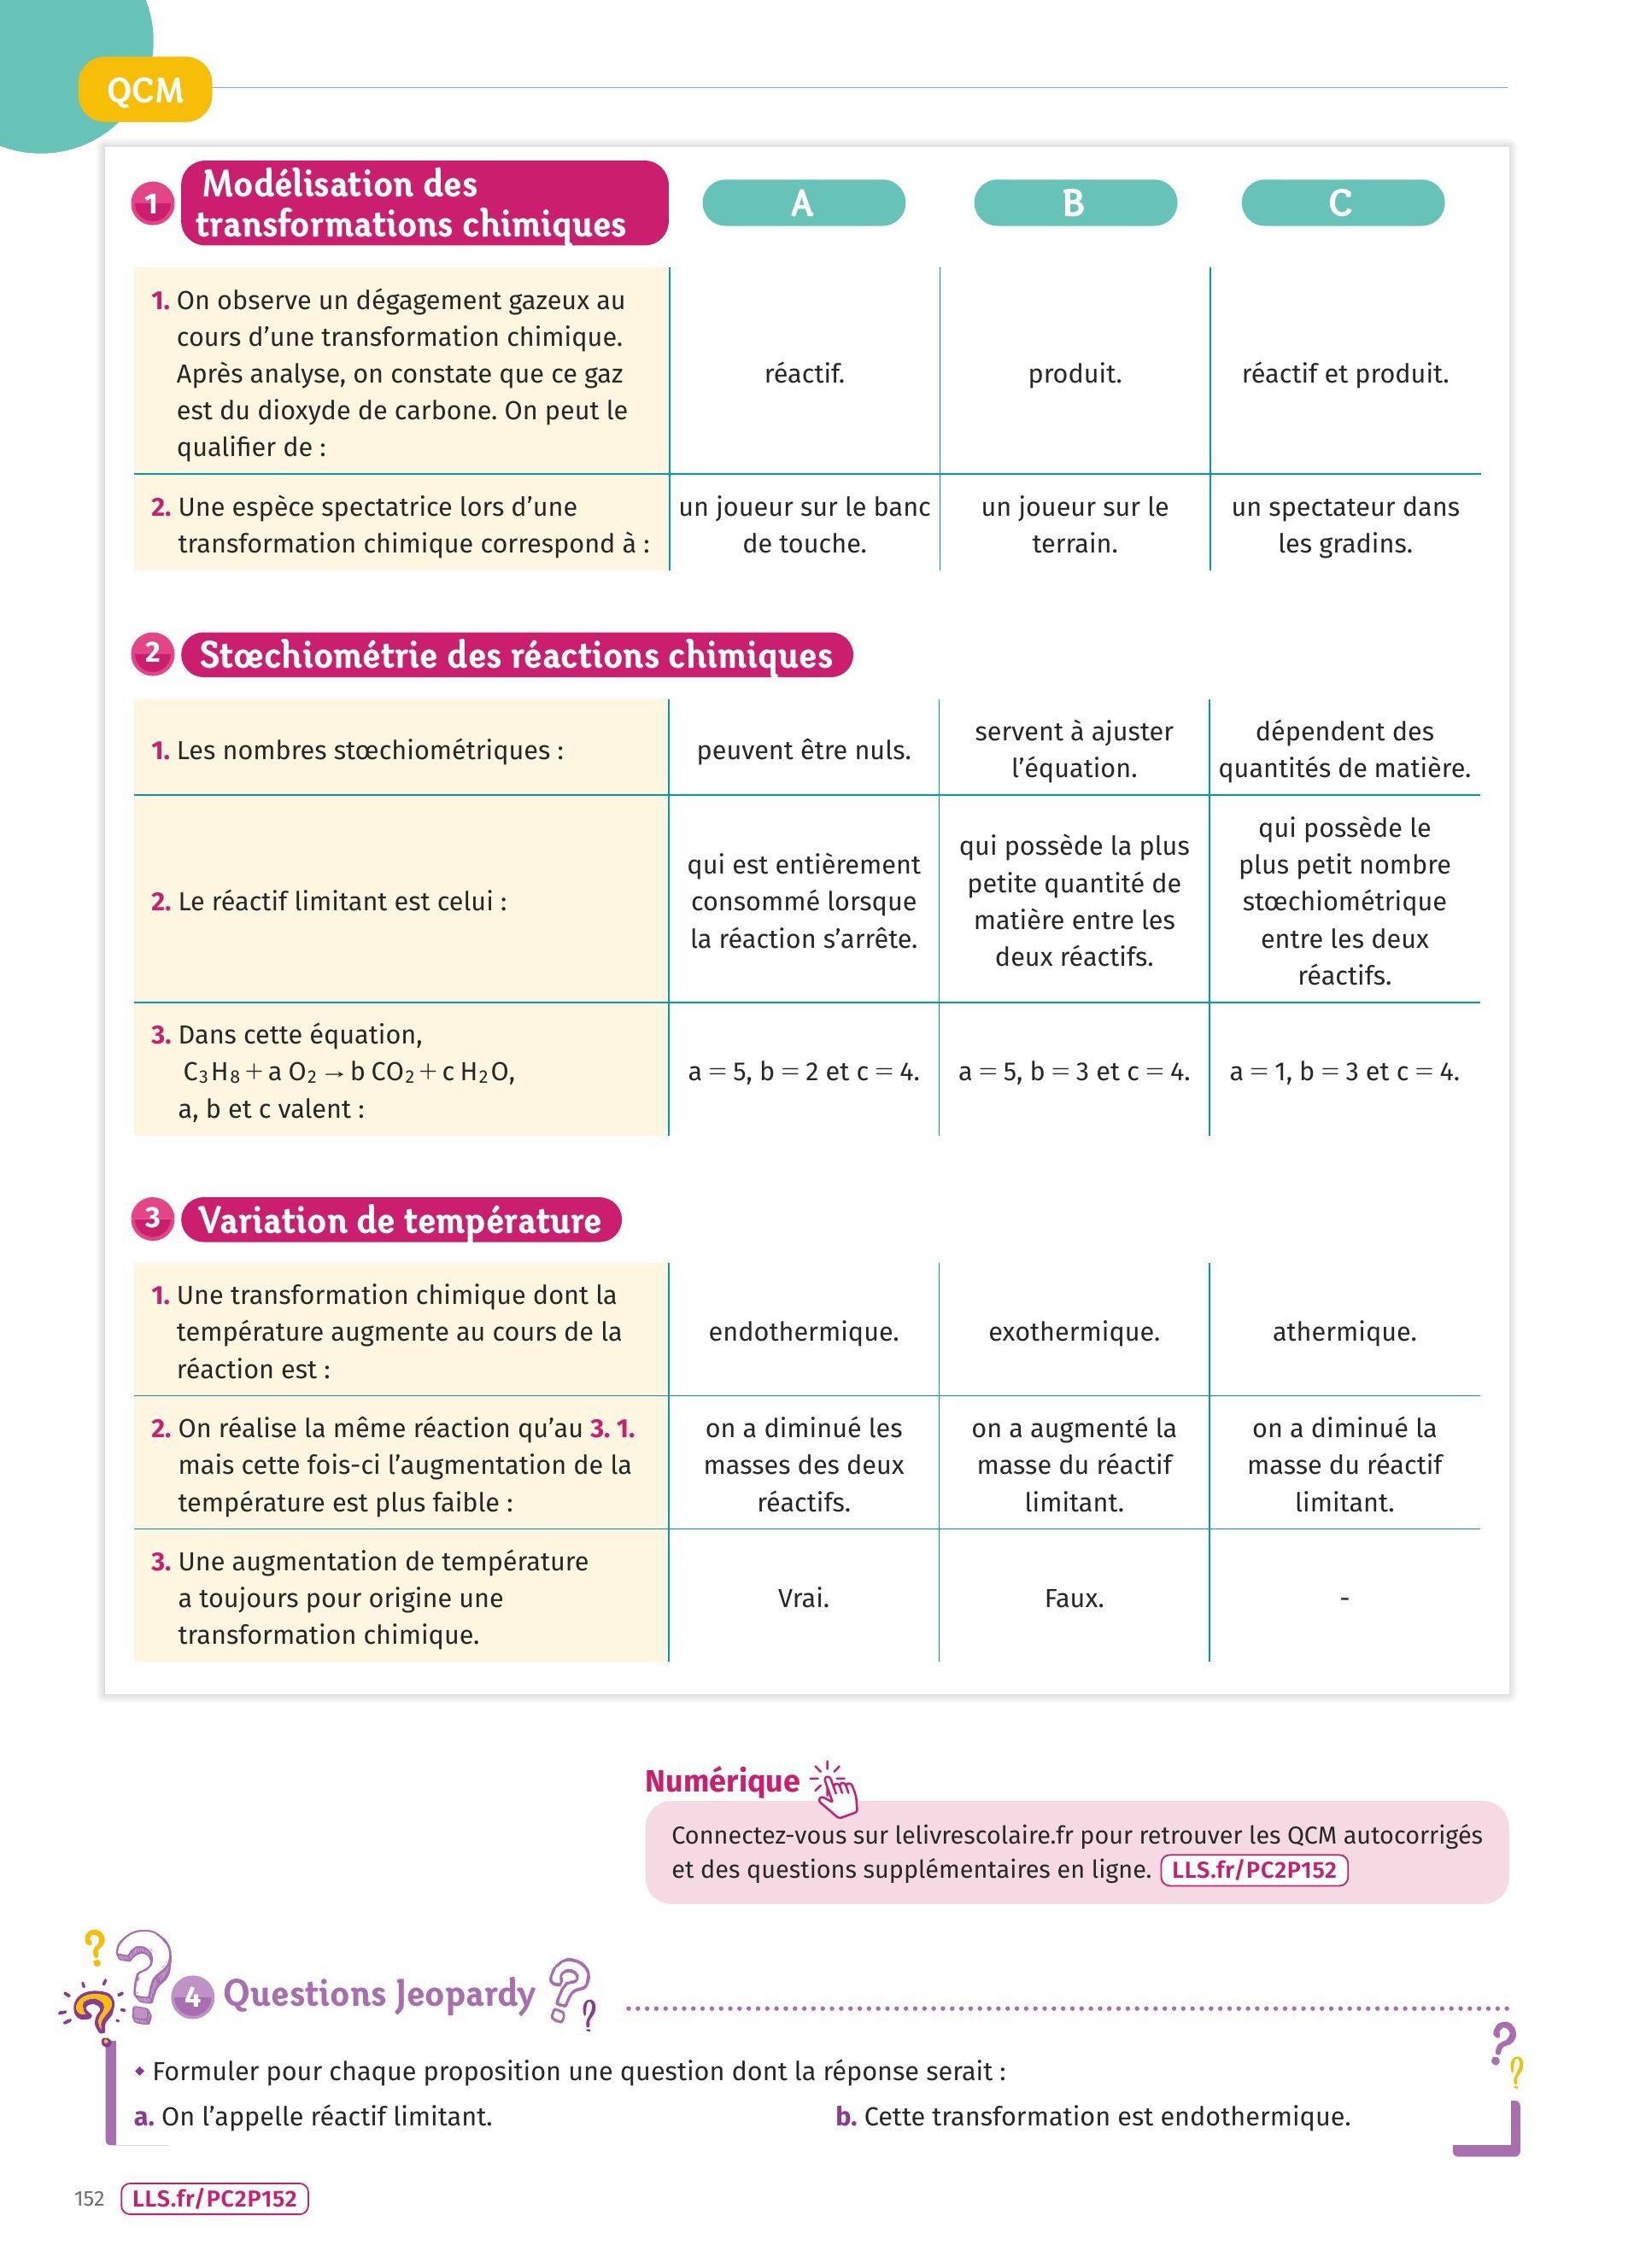 QCM
1
Modélisation des
transformations chimiques
A
B
C
1. On observe un dégagement gazeux au
cours d'une transformation chimique.
Après analyse, on constate que ce gaz
est du dioxyde de carbone. On peut le
qualifier de :
réactif.
produit.
réactif et produit.
2. Une espèce spectatrice lors d'une
transformation chimique correspond à :
un joueur sur le banc
de touche.
un joueur sur le
terrain.
un spectateur dans
les gradins.
2
Stœchiométrie des réactions chimiques
1. Les nombres stœchiométriques :
peuvent être nuls.
servent à ajuster
l'équation.
dépendent des
quantités de matière.
2. Le réactif limitant est celui :
qui est entièrement
consommé lorsque
la réaction s'arrête.
qui possède la plus
petite quantité de
matière entre les
deux réactifs.
qui possède le
plus petit nombre
stœchiométrique
entre les deux
réactifs.
3. Dans cette équation,
C₃H₈ + a O₂ → b CO₂ + c H₂O,
a, b et c valent :
a = 5, b = 2 et c = 4.
a = 5, b = 3 et c = 4.
a = 1, b = 3 et c = 4.
3
Variation de température
1. Une transformation chimique dont la
température augmente au cours de la
réaction est :
endothermique.
exothermique.
athermique.
2. On réalise la même réaction qu'au 3. 1.
mais cette fois-ci l'augmentation de la
température est plus faible :
on a diminué les
masses des deux
réactifs.
on a augmenté la
masse du réactif
limitant.
on a diminué la
masse du réactif
limitant.
3. Une augmentation de température
a toujours pour origine une
transformation chimique.
Vrai.
Faux.
-
Numérique
Connectez-vous sur lelivrescolaire.fr pour retrouver les QCM autocorrigés
et des questions supplémentaires en ligne. LLS.fr/PC2P152
4 Questions Jeopardy
◆ Formuler pour chaque proposition une question dont la réponse serait :
a. On l'appelle réactif limitant.
b. Cette transformation est endothermique.
152 LLS.fr/PC2P152